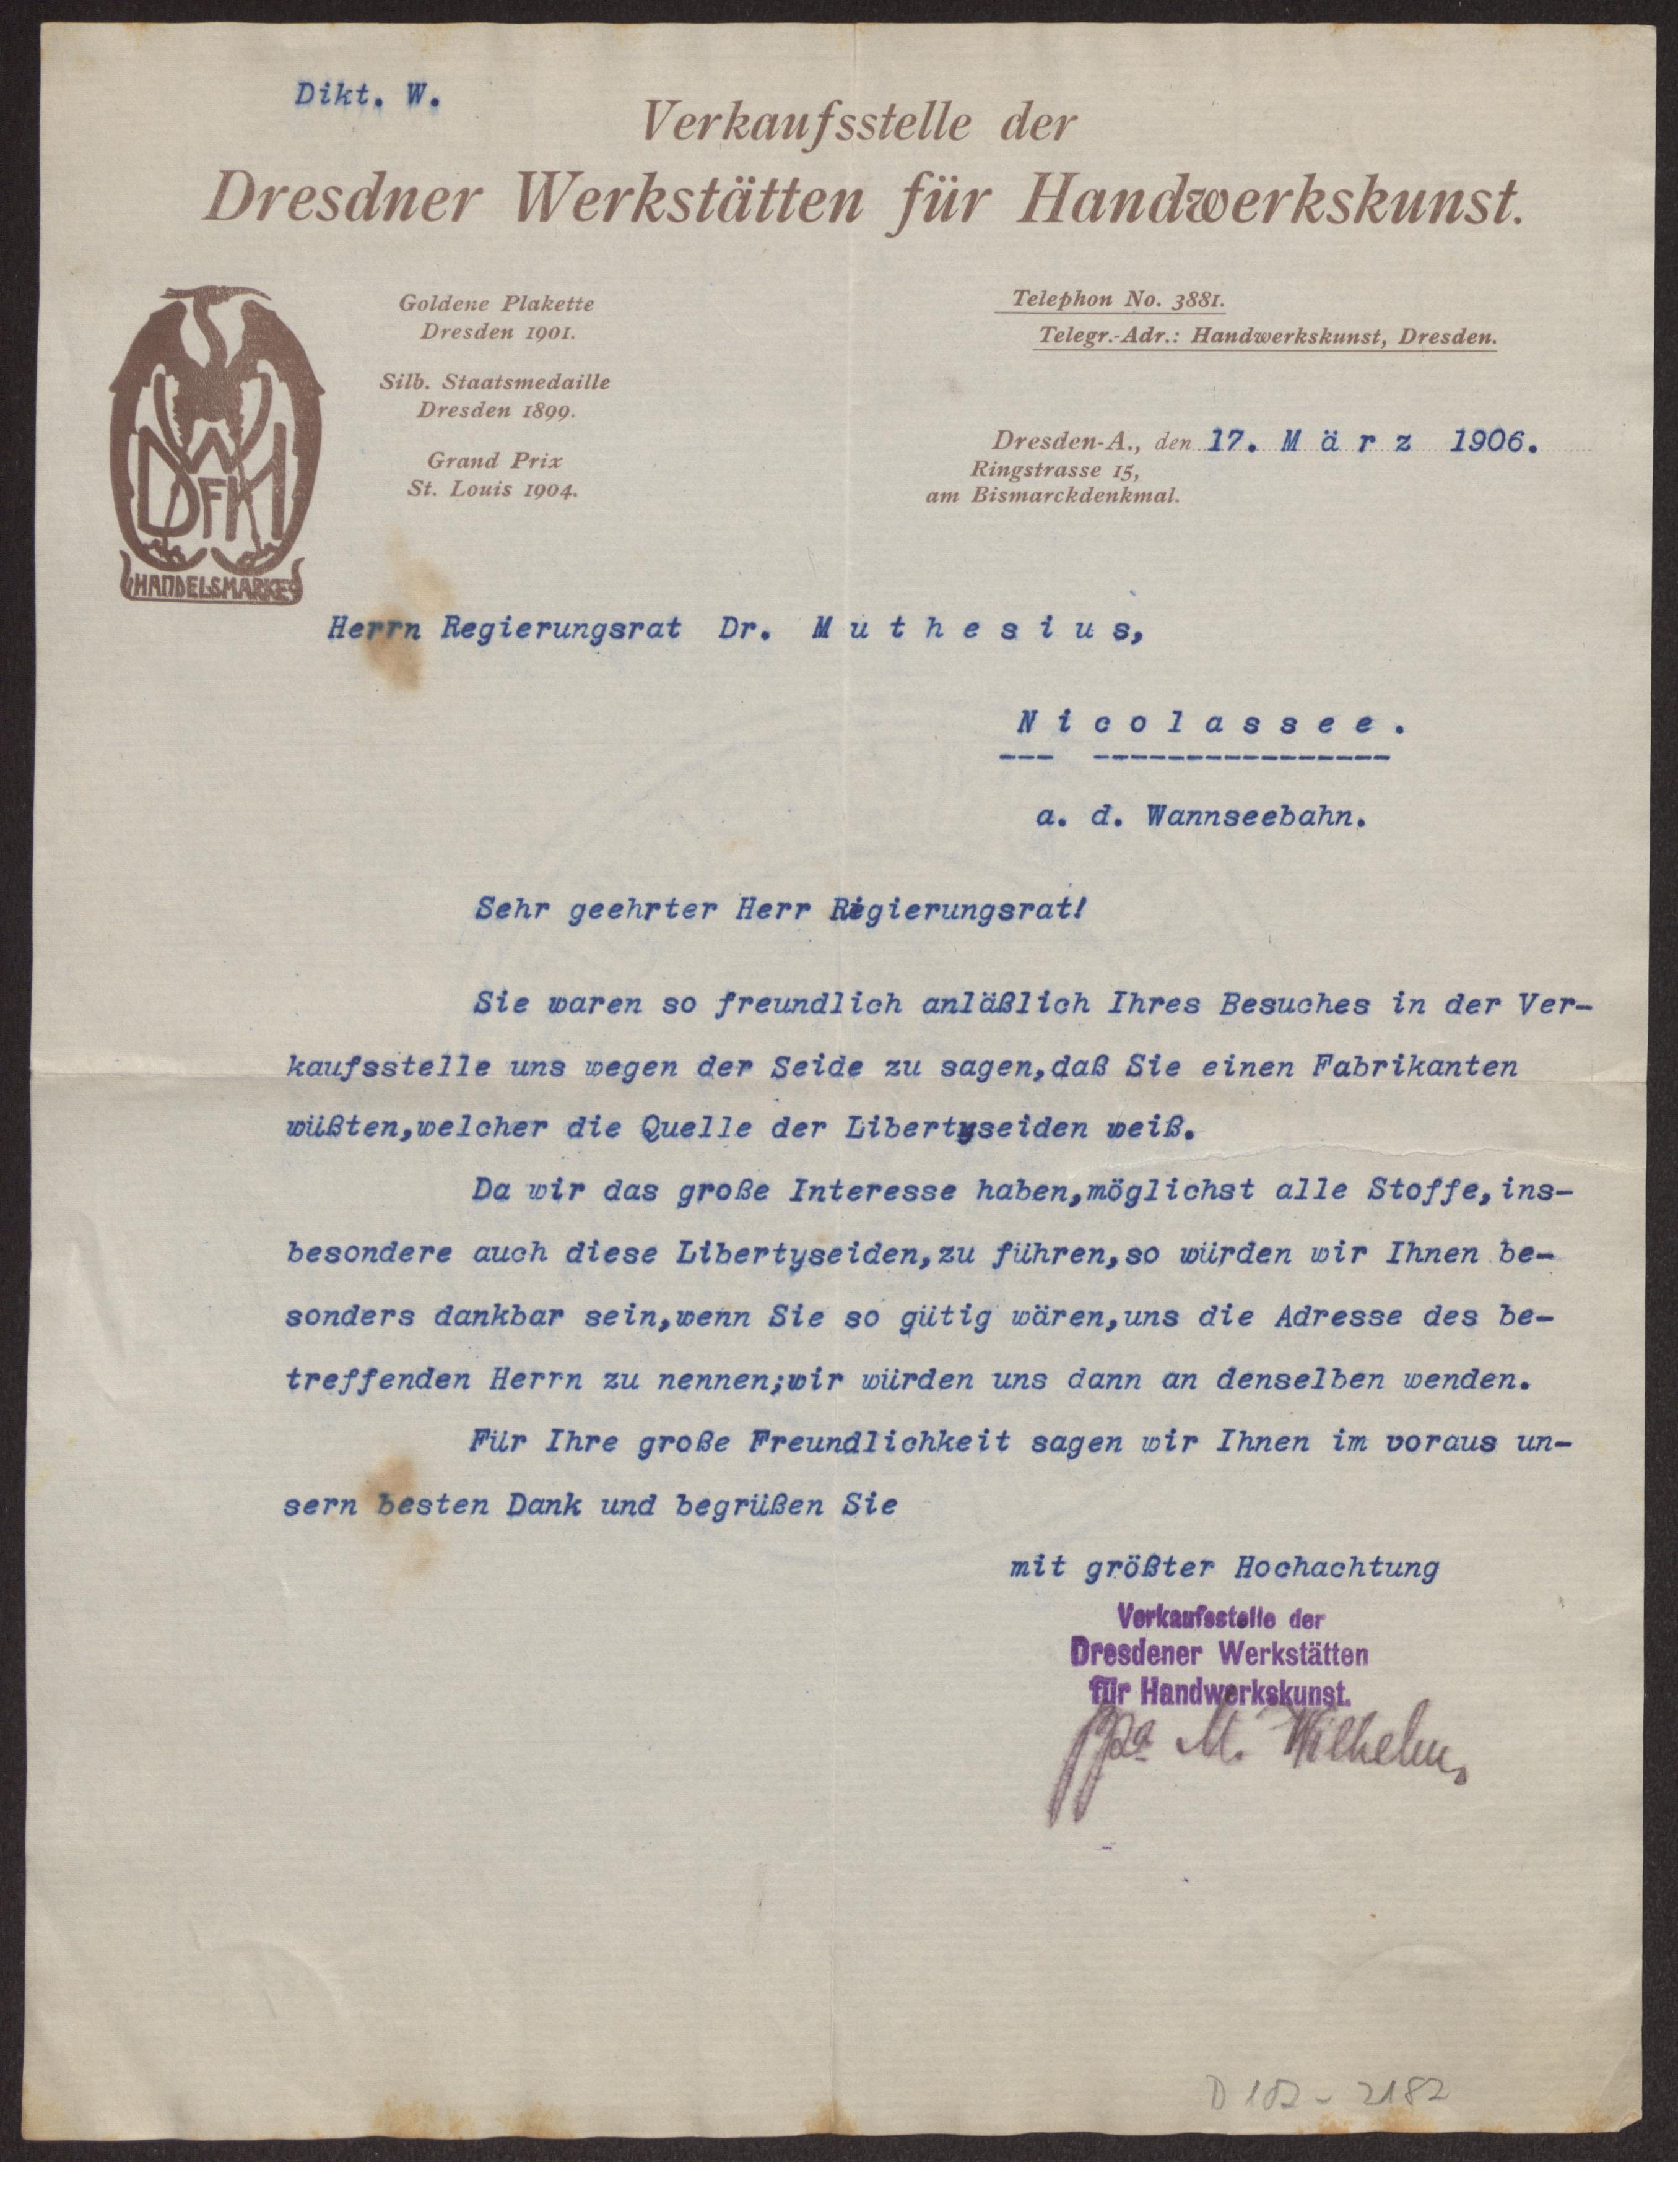 Dikt. W.
Verkaufsstelle der
Dresdner Werkstätten für Handwerkskunst.
Goldene Plakette
Dresden 1901.
Silb. Staatsmedaille
Dresden 1899.
Grand Prix
St. Louis 1904.
DWFHK
HANDELSMARKE
Telephon No. 3881.
Telegr.-Adr.: Handwerkskunst, Dresden.
Dresden-A., den 17. März 1906.
Ringstrasse 15,
am Bismarckdenkmal.
Herrn Regierungsrat Dr. Muthesius,
Nicolassee.
a. d. Wannseebahn.
Sehr geehrter Herr Regierungsrat!
Sie waren so freundlich anläßlich Ihres Besuches in der Ver-
kaufsstelle uns wegen der Seide zu sagen,daß Sie einen Fabrikanten
wüßten,welcher die Quelle der Libertyseiden weiß.
Da wir das große Interesse haben,möglichst alle Stoffe,ins-
besondere auch diese Libertyseiden,zu führen,so würden wir Ihnen be-
sonders dankbar sein,wenn Sie so gütig wären,uns die Adresse des be-
treffenden Herrn zu nennen;wir würden uns dann an denselben wenden.
Für Ihre große Freundlichkeit sagen wir Ihnen im voraus un-
sern besten Dank und begrüßen Sie
mit größter Hochachtung
Verkaufsstelle der
Dresdener Werkstätten
für Handwerkskunst.
ppa M. Wilhelm.
D 102 - 2182